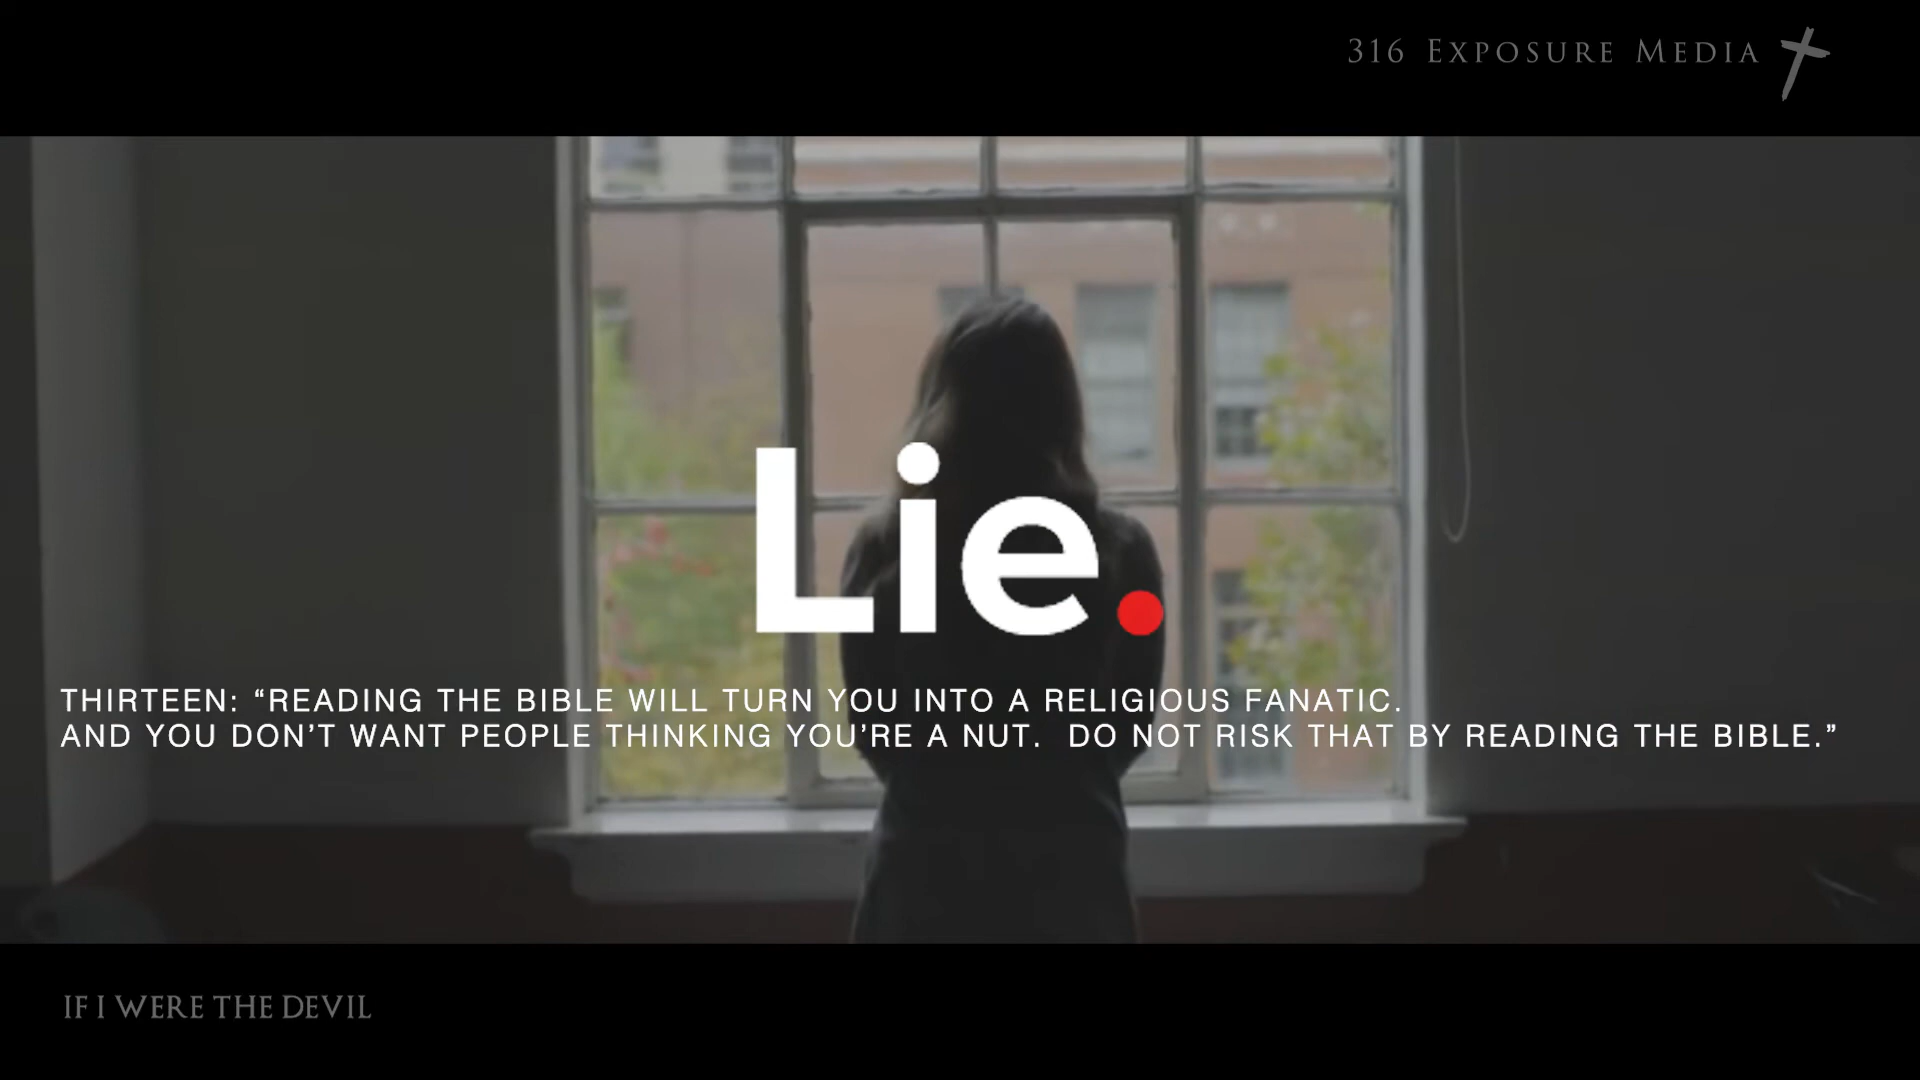 316 EXPOSURE MEDIA
Lie.
THIRTEEN: “READING THE BIBLE WILL TURN YOU INTO A RELIGIOUS FANATIC.
AND YOU DON’T WANT PEOPLE THINKING YOU’RE A NUT. DO NOT RISK THAT BY READING THE BIBLE.”
IF I WERE THE DEVIL